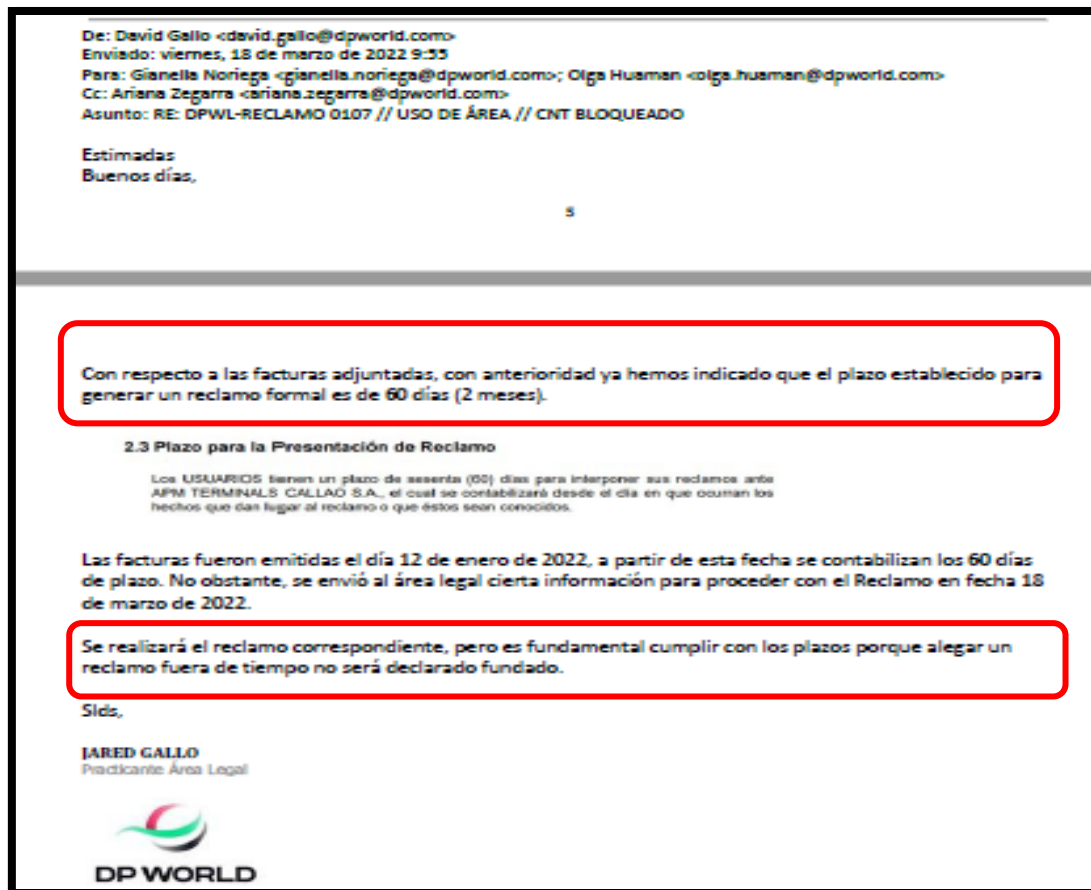 De: David Gallo <david.gallo@dpworld.com>
Enviado: viernes, 18 de marzo de 2022 9:55
Para: Gianella Noriega <gianella.noriega@dpworld.com>; Olga Huaman <olga.huaman@dpworld.com>
Cc: Ariana Zegarra <ariana.zegarra@dpworld.com>
Asunto: RE: DPWL-RECLAMO 0107 // USO DE ÁREA // CNT BLOQUEADO
Estimadas
Buenos días,
5
Con respecto a las facturas adjuntadas, con anterioridad ya hemos indicado que el plazo establecido para
generar un reclamo formal es de 60 días (2 meses).
2.3 Plazo para la Presentación de Reclamo
Los USUARIOS tienen un plazo de sesenta (60) días para interponer sus reclamos ante
APM TERMINALS CALLAO S.A., el cual se contabilizará desde el día en que ocurran los
hechos que dan lugar al reclamo o que éstos sean conocidos.
Las facturas fueron emitidas el día 12 de enero de 2022, a partir de esta fecha se contabilizan los 60 días
de plazo. No obstante, se envió al área legal cierta información para proceder con el Reclamo en fecha 18
de marzo de 2022.
Se realizará el reclamo correspondiente, pero es fundamental cumplir con los plazos porque alegar un
reclamo fuera de tiempo no será declarado fundado.
Slds,
JARED GALLO
Practicante Área Legal
DP WORLD